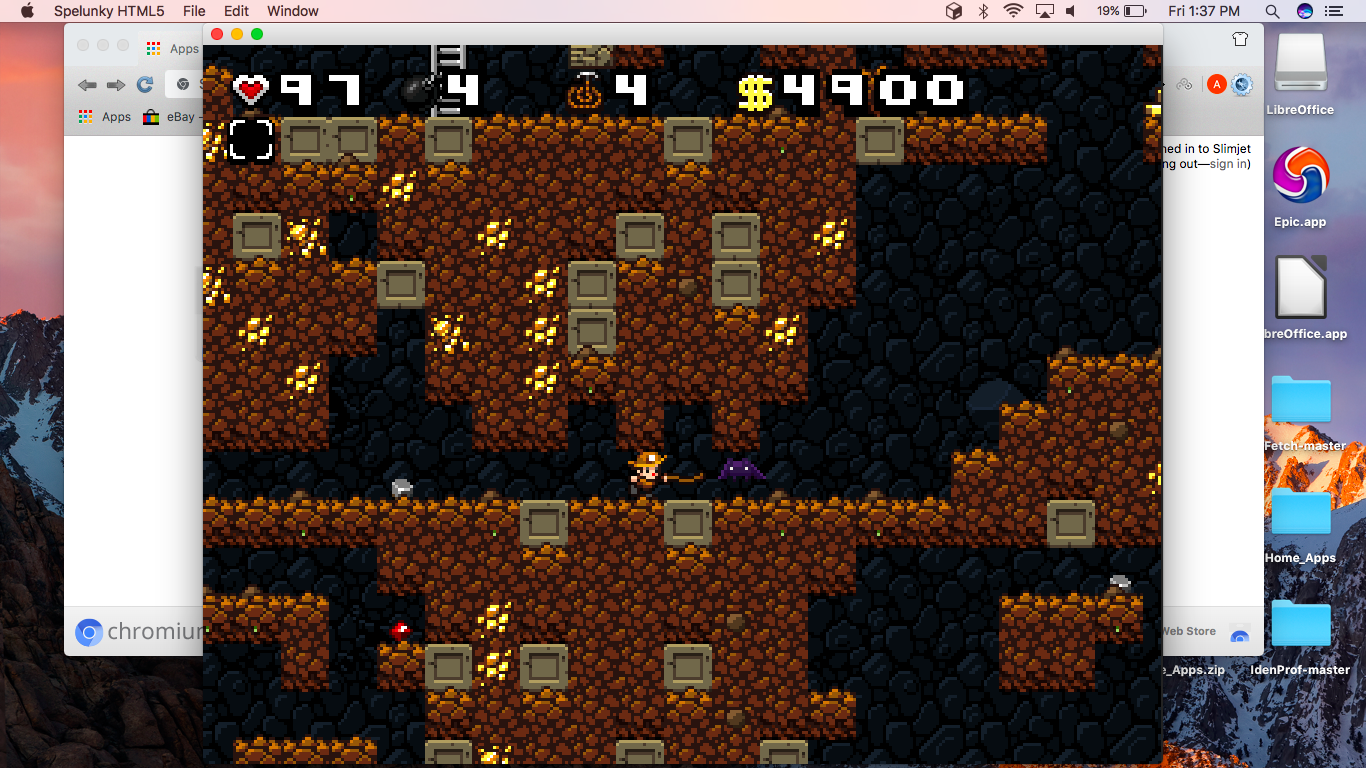 Spelunky HTML5 File Edit Window 19% Fri 1:37 PM
Apps
97 4 4 $4900
A
Apps eBay
ned in to Slimjet
ng out—sign in)
LibreOffice
Epic.app
breOffice.app
Fetch-master
Home_Apps
chromiur
Web Store
e_Apps.zip
IdenProf-master